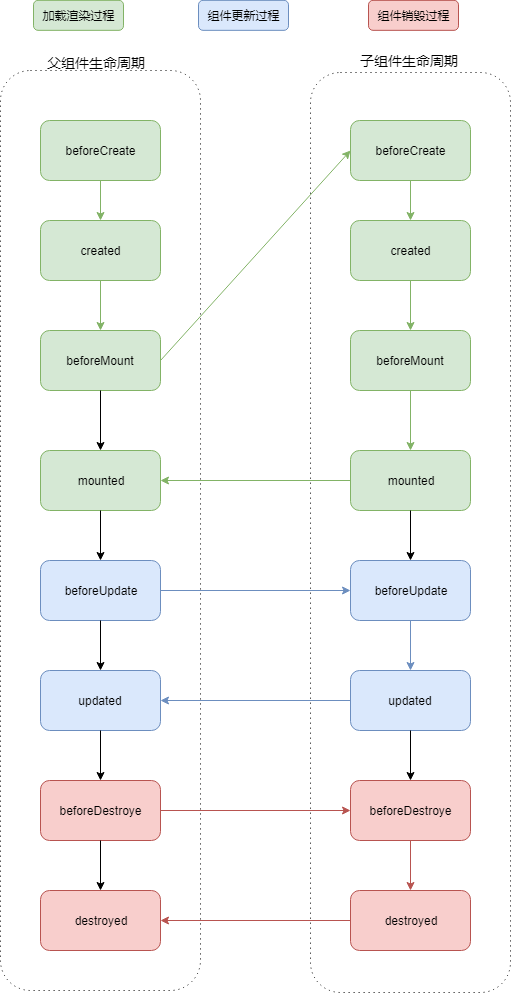 加载渲染过程
组件更新过程
组件销毁过程
父组件生命周期
子组件生命周期
beforeCreate
beforeCreate
created
created
beforeMount
beforeMount
mounted
mounted
beforeUpdate
beforeUpdate
updated
updated
beforeDestroye
beforeDestroye
destroyed
destroyed